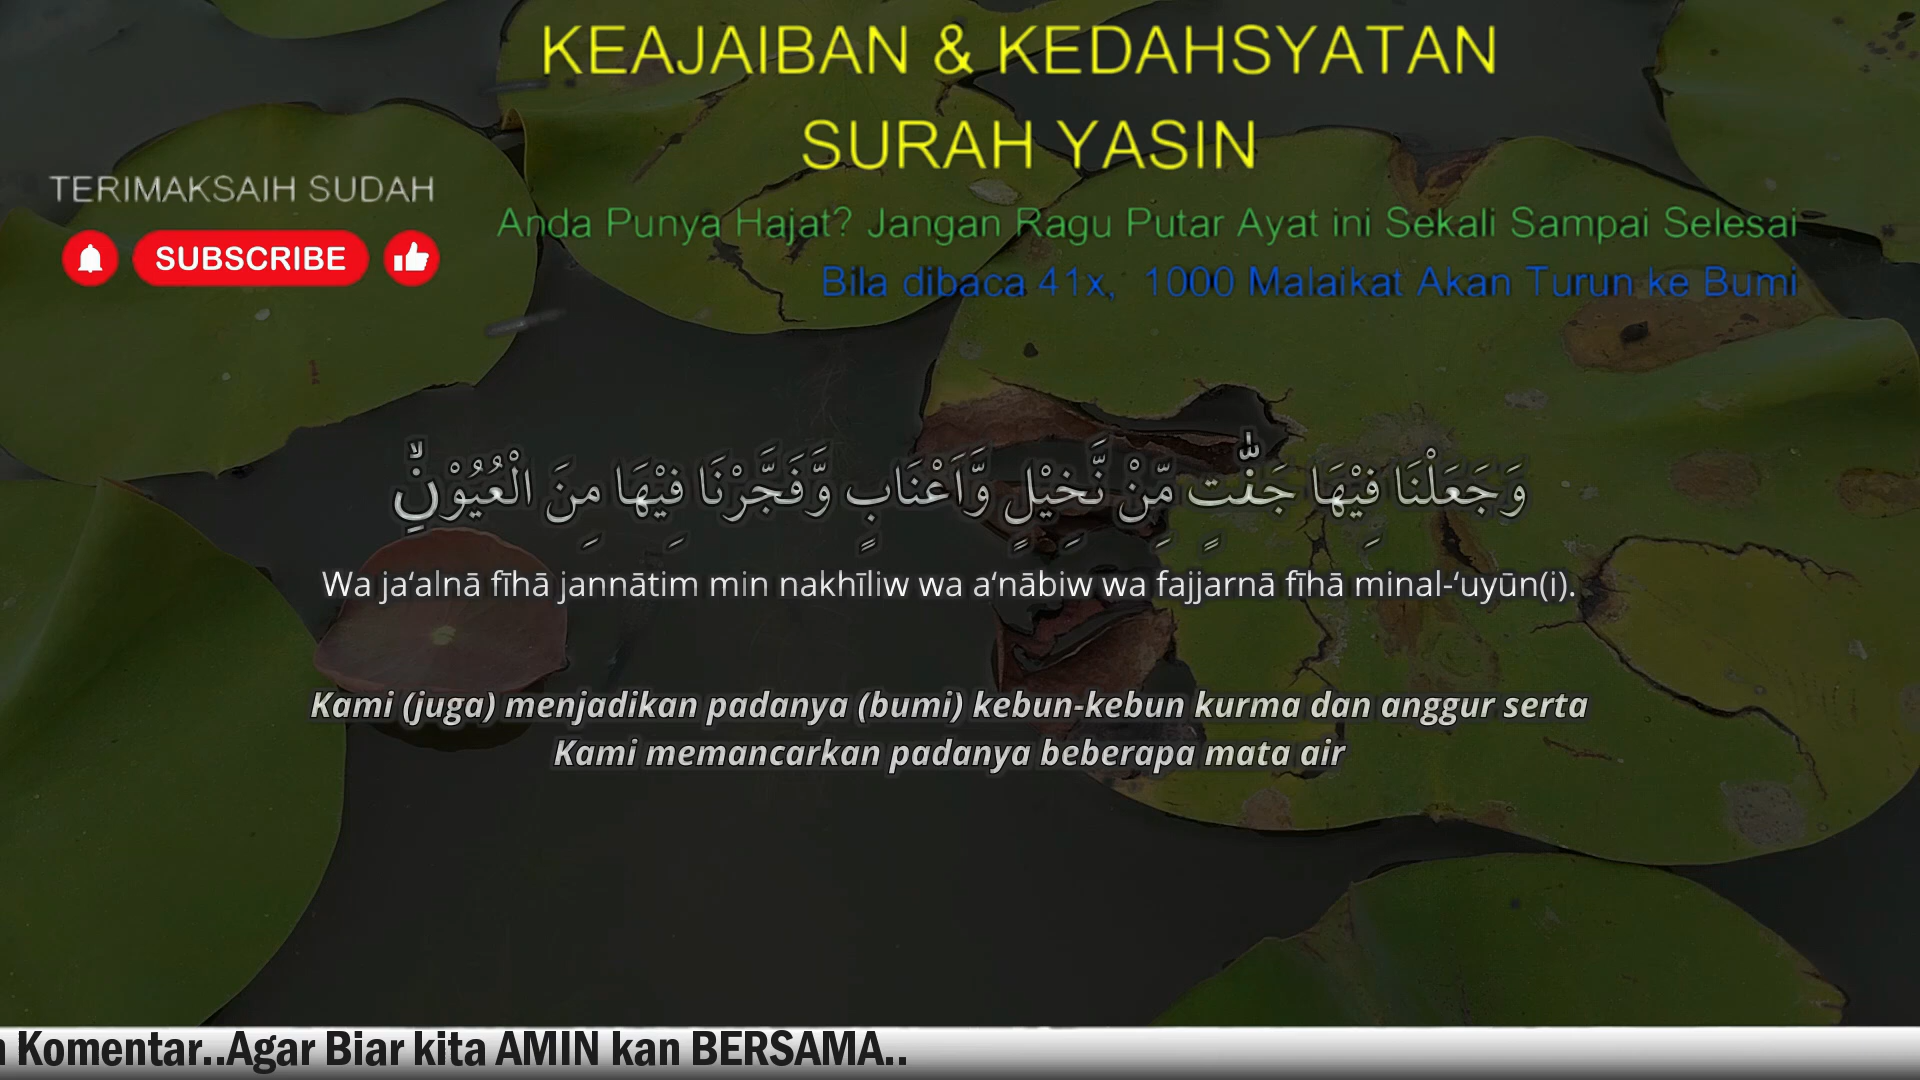 KEAJAIBAN & KEDAHSYATAN
SURAH YASIN
TERIMAKSAIH SUDAH
SUBSCRIBE
Anda Punya Hajat? Jangan Ragu Putar Ayat ini Sekali Sampai Selesai
Bila dibaca 41x, 1000 Malaikat Akan Turun ke Bumi
وَجَعَلْنَا فِيْهَا جَنّٰتٍ مِّنْ نَّخِيْلٍ وَّاَعْنَابٍ وَّفَجَّرْنَا فِيْهَا مِنَ الْعُيُوْنِۙ
Wa ja‘alnā fīhā jannātim min nakhīliw wa a‘nābiw wa fajjarnā fīhā minal-‘uyūn(i).
Kami (juga) menjadikan padanya (bumi) kebun-kebun kurma dan anggur serta
Kami memancarkan padanya beberapa mata air
Komentar..Agar Biar kita AMIN kan BERSAMA..